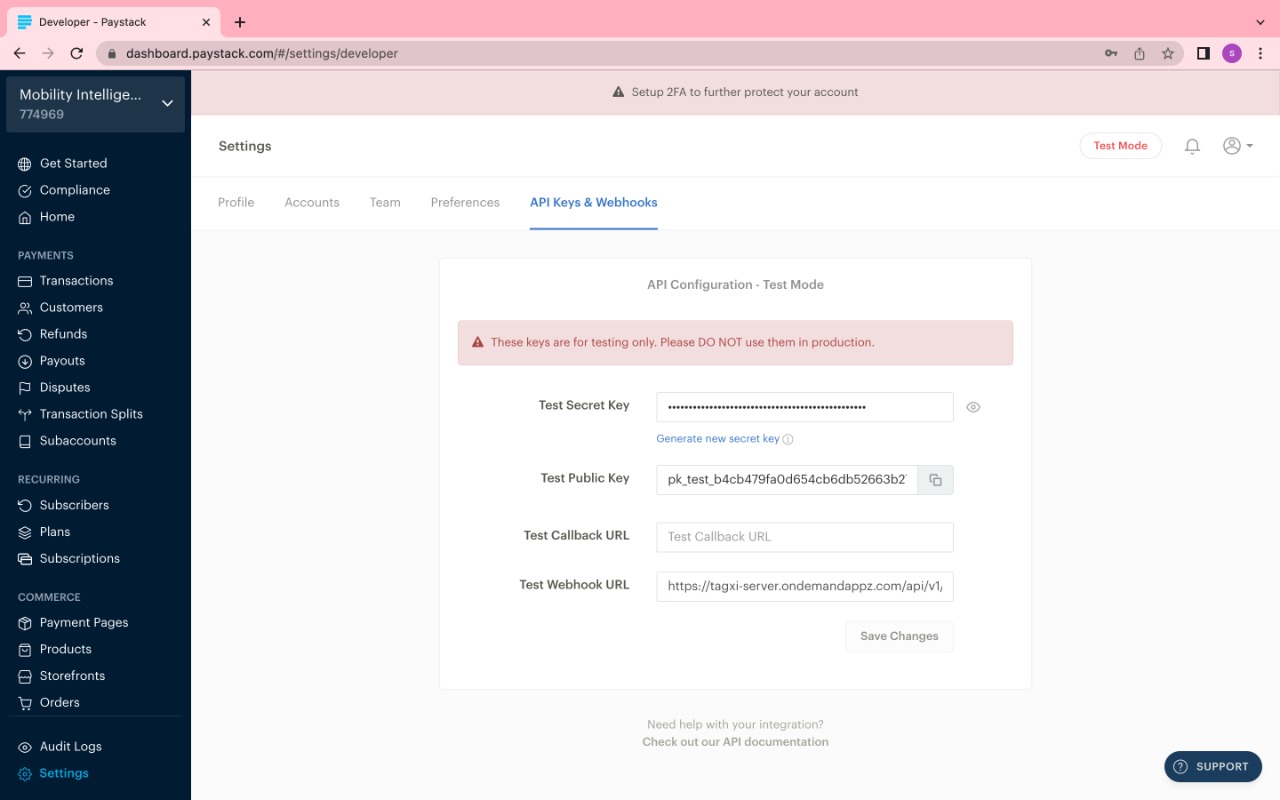 Developer - Paystack
dashboard.paystack.com/#/settings/developer
S
Mobility Intellige...
774969
Get Started
Compliance
Home
PAYMENTS
Transactions
Customers
Refunds
Payouts
Disputes
Transaction Splits
Subaccounts
RECURRING
Subscribers
Plans
Subscriptions
COMMERCE
Payment Pages
Products
Storefronts
Orders
Audit Logs
Settings
Setup 2FA to further protect your account
Settings
Test Mode
Profile Accounts Team Preferences API Keys & Webhooks
API Configuration - Test Mode
These keys are for testing only. Please DO NOT use them in production.
Test Secret Key ••••••••••••••••••••••••••••••••••••••••••••••••
Generate new secret key
Test Public Key pk_test_b4cb479fa0d654cb6db52663b2
Test Callback URL Test Callback URL
Test Webhook URL https://tagxi-server.ondemandappz.com/api/v1/
Save Changes
Need help with your integration?
Check out our API documentation
SUPPORT